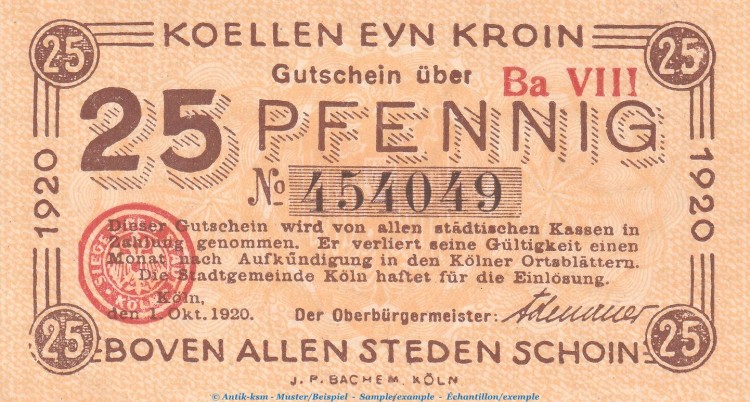 KOELLEN EYN KROIN
25
25
Gutschein über
Ba VIII
25 PFENNIG
No 454049
1920
1920
Dieser Gutschein wird von allen städtischen Kassen in
Zahlung genommen. Er verliert seine Gültigkeit einen
Monat nach Aufkündigung in den Kölner Ortsblättern.
Die Stadtgemeinde Köln haftet für die Einlösung.
Köln,
den 1. Okt. 1920.
Der Oberbürgermeister:
25
25
BOVEN ALLEN STEDEN SCHOIN
J. P. BACHEM, KÖLN
© Antik-ksm - Muster/Beispiel - Sample/example - Échantillon/exemple